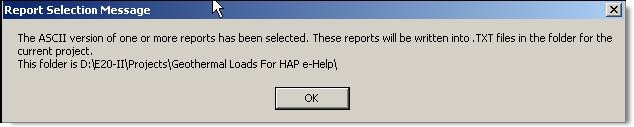 Report Selection Message
The ASCII version of one or more reports has been selected. These reports will be written into .TXT files in the folder for the
current project.
This folder is D:\E20-II\Projects\Geothermal Loads For HAP e-Help\
OK